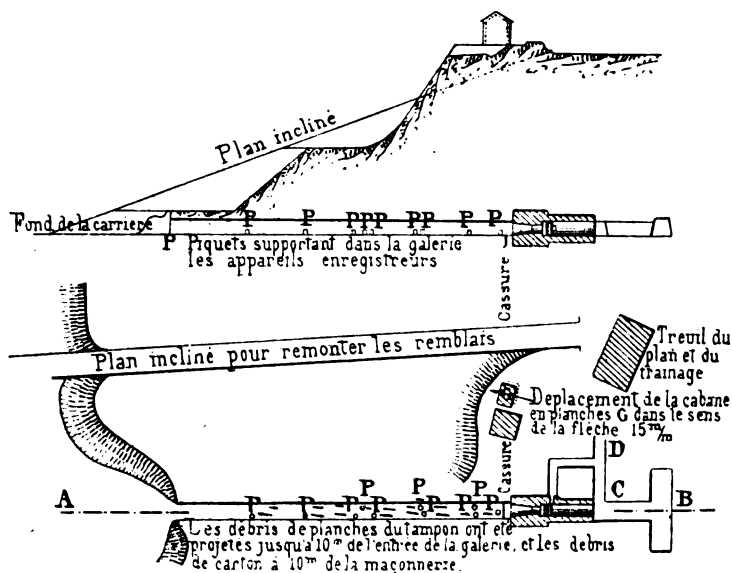 Plan incliné
Fond de la carrière
P P P P P P P P P
P Piquets supportant dans la galerie
les appareils enregistreurs
Cassure
Plan incliné pour remonter les remblais
Treuil du
plan et du
trainage
G
Deplacement de la cabane
en planches G dans le sens
de la flèche 15 m/m
Cassure
D
A
P P P P P P P P P
C
B
Les débris de planches du tampon ont été
projetés jusqu'à 10m de l'entrée de la galerie, et les débris
de carton à 10m de la maçonnerie.